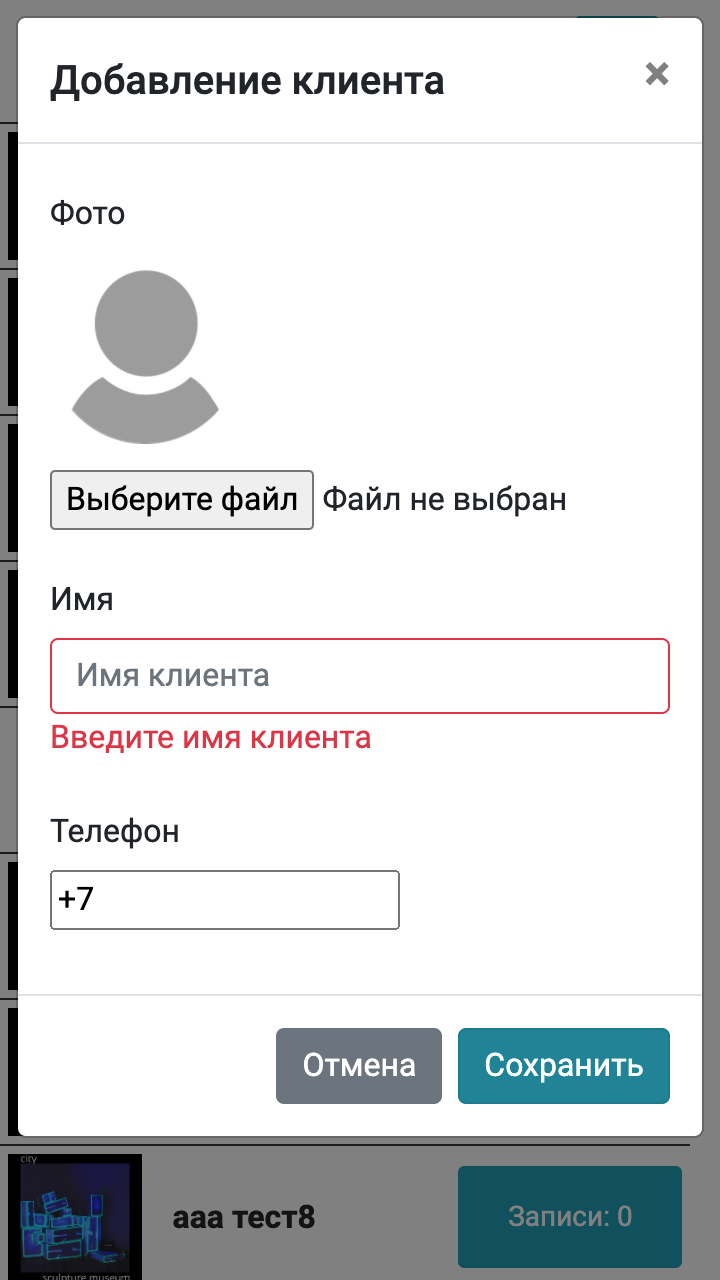 Добавление клиента ×
Фото
Выберите файл Файл не выбран
Имя
Имя клиента
Введите имя клиента
Телефон
+7
Отмена Сохранить
city
ааа тест8 Записи: 0
sculpture museum